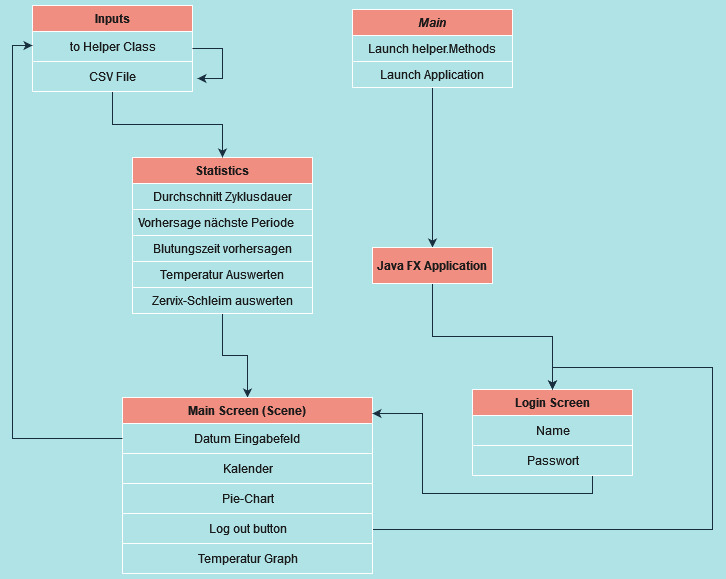 Inputs
to Helper Class
CSV File
Main
Launch helper.Methods
Launch Application
Statistics
Durchschnitt Zyklusdauer
Vorhersage nächste Periode
Blutungszeit vorhersagen
Temperatur Auswerten
Zervix-Schleim auswerten
Java FX Application
Main Screen (Scene)
Datum Eingabefeld
Kalender
Pie-Chart
Log out button
Temperatur Graph
Login Screen
Name
Passwort